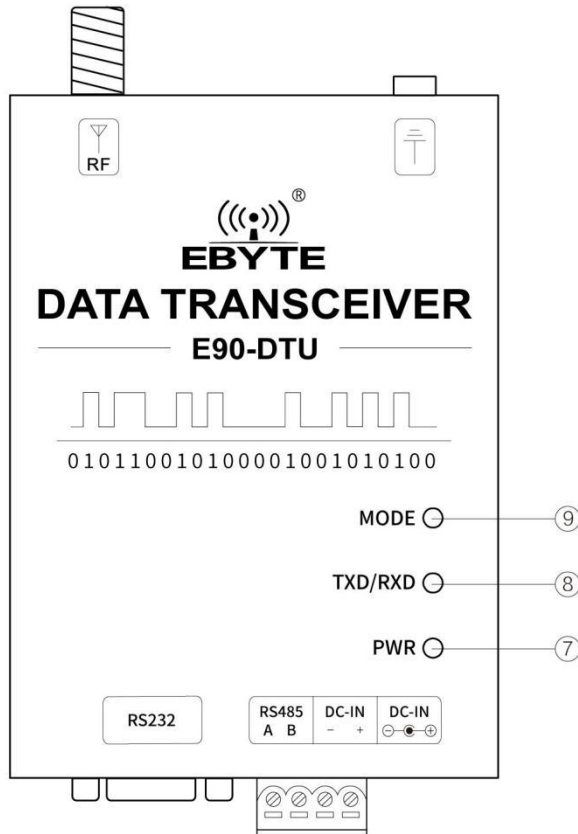 RF
®
EBYTE
DATA TRANSCEIVER
E90-DTU
010110010100001001010100
MODE ⑨
TXD/RXD ⑧
PWR ⑦
RS232
RS485 DC-IN DC-IN
A B - +